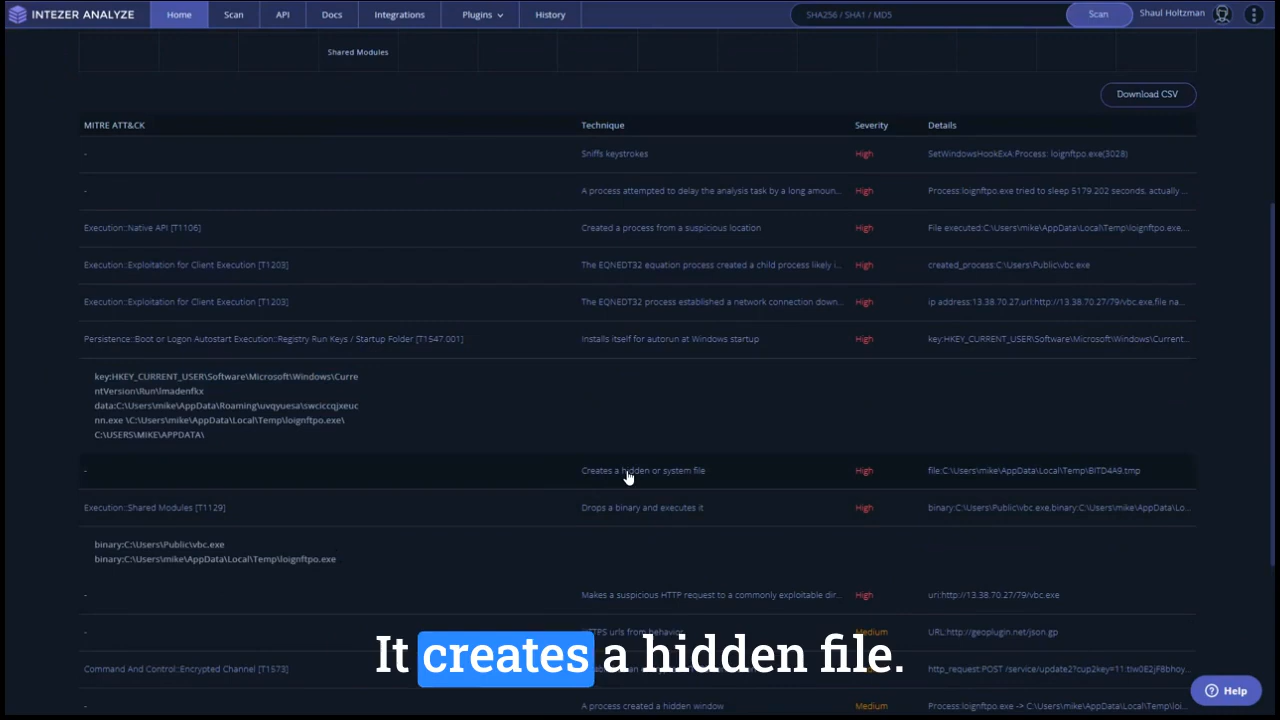 INTEZER ANALYZE
Home
Scan
API
Docs
Integrations
Plugins
History
SHA256 / SHA1 / MD5
Scan
Shaul Holtzman
Shared Modules
Download CSV
MITRE ATT&CK Technique Severity Details
- Sniffs keystrokes High SetWindowsHookExA:Process: loignftpo.exe(3028)
- A process attempted to delay the analysis task by a long amoun... High Process:loignftpo.exe tried to sleep 5179.202 seconds, actually ...
Execution::Native API [T1106] Created a process from a suspicious location High File executed:C:\Users\mike\AppData\Local\Temp\loignftpo.exe,...
Execution::Exploitation for Client Execution [T1203] The EQNEDT32 equation process created a child process likely i... High created_process:C:\Users\Public\vbc.exe
Execution::Exploitation for Client Execution [T1203] The EQNEDT32 process established a network connection down... High ip address:13.38.70.27,url:http://13.38.70.27/79/vbc.exe,file na...
Persistence::Boot or Logon Autostart Execution::Registry Run Keys / Startup Folder [T1547.001] Installs itself for autorun at Windows startup High key:HKEY_CURRENT_USER\Software\Microsoft\Windows\Current...
key:HKEY_CURRENT_USER\Software\Microsoft\Windows\Curre
ntVersion\Run\lmadenfkx
data:C:\Users\mike\AppData\Roaming\uvqyuesa\swciccqjxeuc
nn.exe \C:\Users\mike\AppData\Local\Temp\loignftpo.exe\
C:\USERS\MIKE\APPDATA\
- Creates a hidden or system file High file:C:\Users\mike\AppData\Local\Temp\BITD4A9.tmp
Execution::Shared Modules [T1129] Drops a binary and executes it High binary:C:\Users\Public\vbc.exe,binary:C:\Users\mike\AppData\Lo...
binary:C:\Users\Public\vbc.exe
binary:C:\Users\mike\AppData\Local\Temp\loignftpo.exe
- Makes a suspicious HTTP request to a commonly exploitable dir... High uri:http://13.38.70.27/79/vbc.exe
- HTTPS urls from behavior Medium URL:http://geoplugin.net/json.gp
It creates a hidden file.
Command And Control::Encrypted Channel [T1573] http_request:POST /service/update2?cup2key=11:tiw0E2jF8bhoy...
Help
- A process created a hidden window Medium Process:loignftpo.exe -> C:\Users\mike\AppData\Local\Temp\loi...